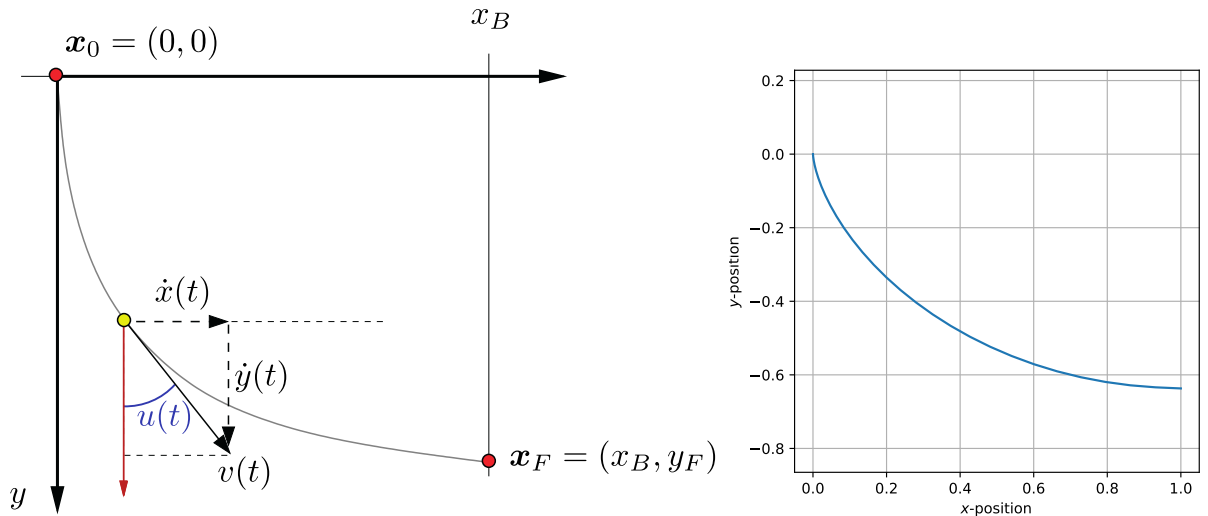 x_B
𝒙₀ = (0, 0)
ẋ(t)
ẏ(t)
u(t)
v(t)
𝒙_F = (x_B, y_F)
y
0.2
0.0
−0.2
−0.4
−0.6
−0.8
y-position
0.0 0.2 0.4 0.6 0.8 1.0
x-position